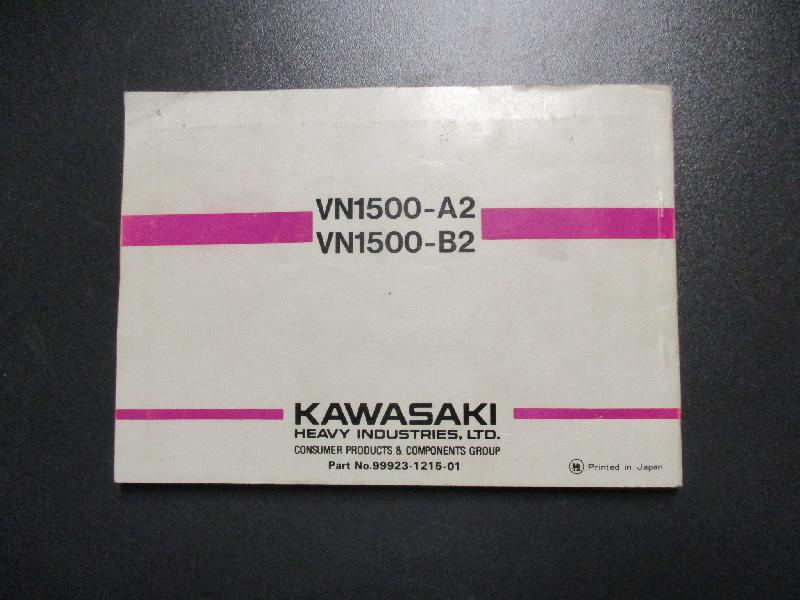 VN1500-A2
VN1500-B2
KAWASAKI
HEAVY INDUSTRIES, LTD.
CONSUMER PRODUCTS & COMPONENTS GROUP
Part No.99923-1215-01
独 Printed in Japan